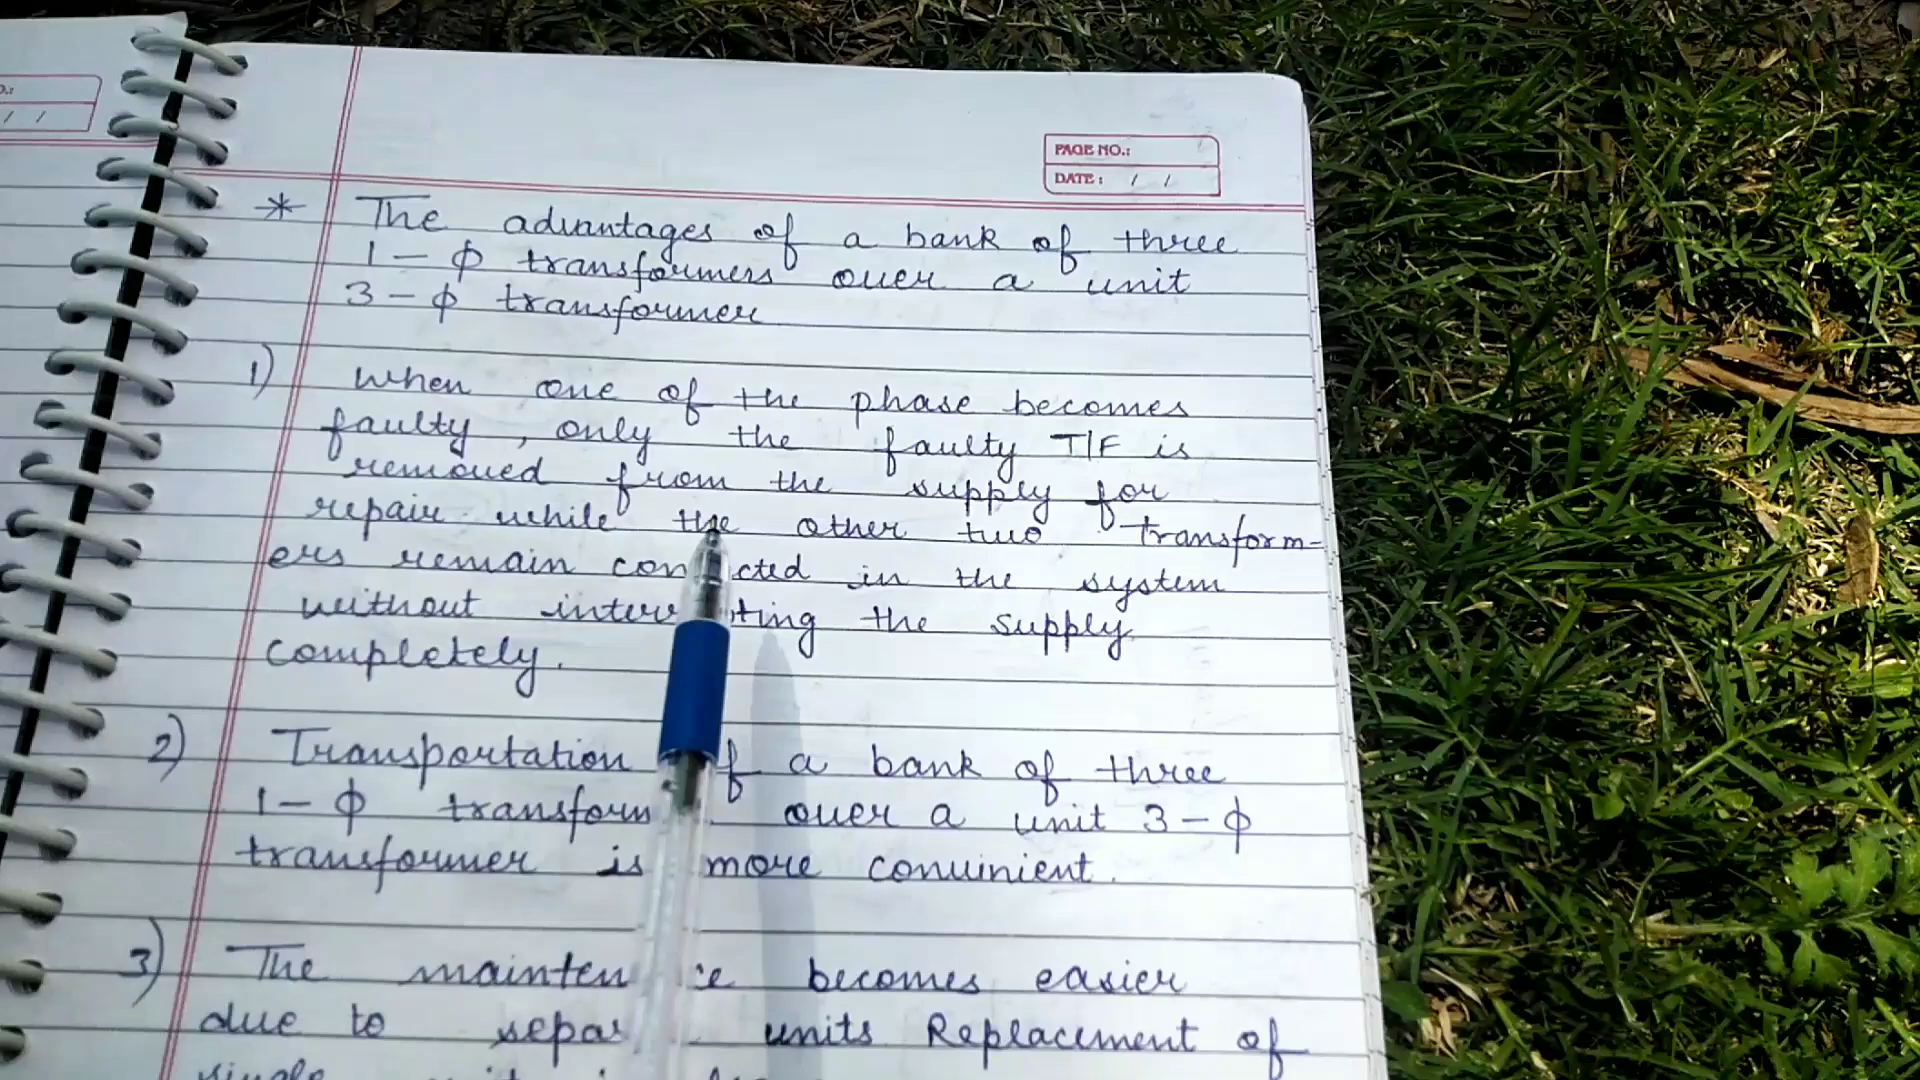 PAGE NO.:
DATE: / /
* The advantages of a bank of three
1-ϕ transformers over a unit
3-ϕ transformer
1) When one of the phase becomes
faulty, only the faulty T/F is
removed from the supply for
repair while the other two transform-
ers remain con cted in the system
without inter ting the supply
completely.
2) Transportation of a bank of three
1-ϕ transform over a unit 3-ϕ
transformer is more convinient.
3) The mainten ce becomes easier
due to separ units Replacement of
single